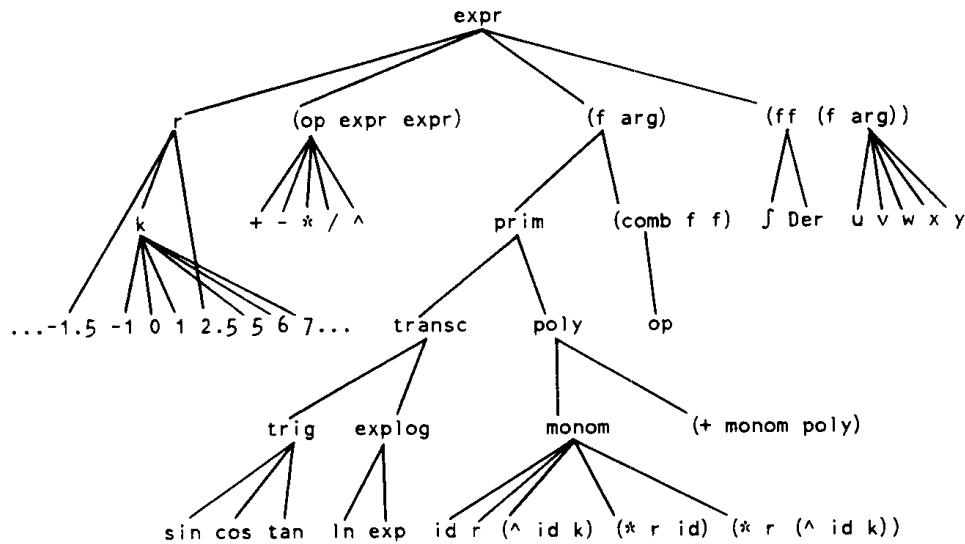 expr
r (op expr expr) (f arg) (ff (f arg))
k + - * / ^ prim (comb f f) ∫ Der u v w x y
...-1.5 -1 0 1 2.5 5 6 7... transc poly op
trig explog monom (+ monom poly)
sin cos tan ln exp id r (^ id k) (* r id) (* r (^ id k))